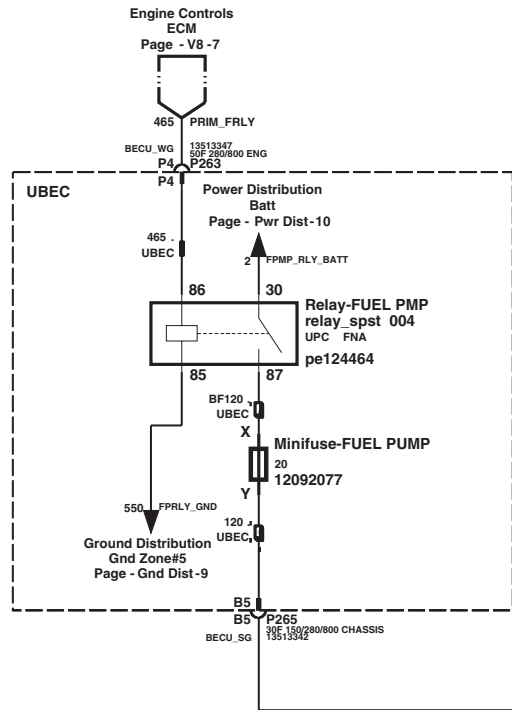 Engine Controls
ECM
Page - V8 -7
465 PRIM_FRLY
BECU_WG 13513347
50F 280/800 ENG
P4 P263
P4
UBEC
Power Distribution
Batt
Page - Pwr Dist-10
465 .
UBEC
2 FPMP_RLY_BATT
86 30
Relay-FUEL PMP
relay_spst 004
UPC FNA
pe124464
85 87
BF120 .
UBEC
X
Minifuse-FUEL PUMP
20
12092077
Y
550 FPRLY_GND
120 .
UBEC
Ground Distribution
Gnd Zone#5
Page - Gnd Dist-9
B5
B5 P265
30F 150/280/800 CHASSIS
BECU_SG 13513342